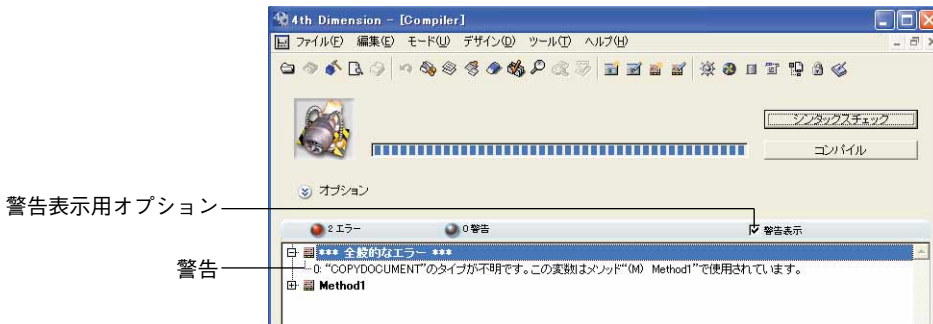 4th Dimension - [Compiler]
ファイル(F) 編集(E) モード(U) デザイン(D) ツール(T) ヘルプ(H)
シンタックスチェック
コンパイル
オプション
警告表示用オプション
2 エラー 0 警告 警告表示
*** 全般的なエラー ***
警告
0: “COPYDOCUMENT”のタイプが不明です。この変数はメソッド“(M) Method1”で使用されています。
Method1